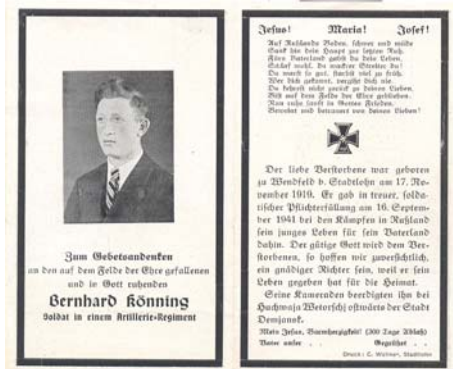 Zum Gebetsandenken
an den auf dem Felde der Ehre gefallenen
und in Gott ruhenden
Bernhard Könning
Soldat in einem Artillerie-Regiment
Jesus! Maria! Josef!
Auf Rußlands Boden, schwer und müde
Sank hin dein Haupt zur letzten Ruh,
Fürs Vaterland gabst du dein Leben,
Schlaf wohl, du wackrer Streiter du!
Du warst so gut, starbst viel zu früh,
Wer dich gekannt, vergißt dich nie.
Du kehrst nicht zurück zu deinen Lieben,
Bist auf dem Felde der Ehre geblieben.
Nun ruhe sanft in Gottes Frieden,
Beweint und betrauert von deinen Lieben!
Der liebe Verstorbene war geboren
zu Wendfeld b. Stadtlohn am 17. No-
vember 1919. Er gab in treuer, solda-
tischer Pflichterfüllung am 16. Septem-
ber 1941 bei den Kämpfen in Rußland
sein junges Leben für sein Vaterland
dahin. Der gütige Gott wird dem Ver-
storbenen, so hoffen wir zuversichtlich,
ein gnädiger Richter sein, weil er sein
Leben gegeben hat für die Heimat.
Seine Kameraden beerdigten ihn bei
Huchwaja Wetorschj ostwärts der Stadt
Demjansk.
Mein Jesus, Barmherzigkeit! (300 Tage Ablaß)
Vater unser . . Gegrüßet . .
Druck: C. Wüllner, Stadtlohn